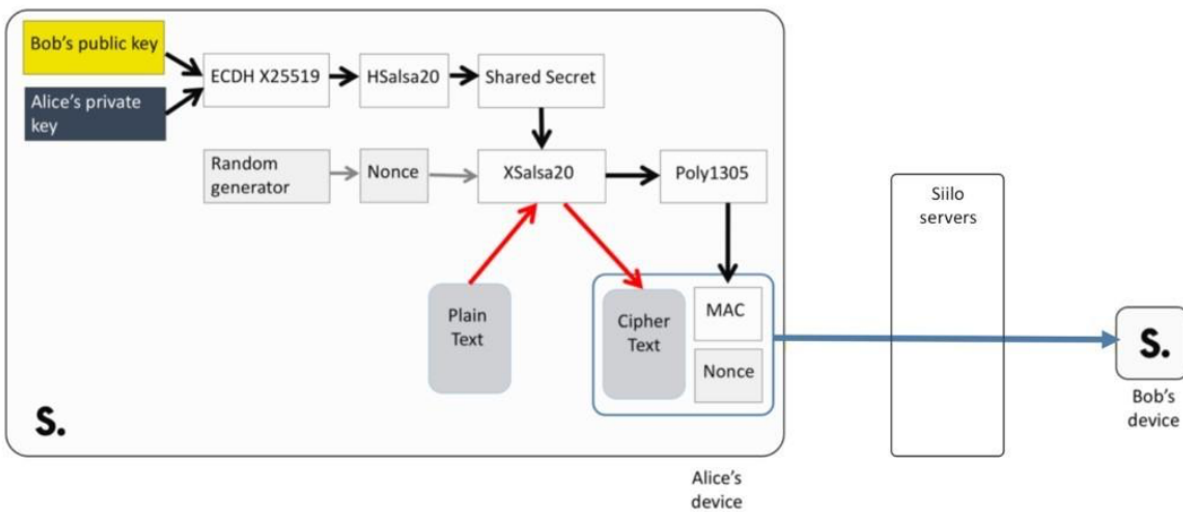 Bob's public key
Alice's private
key
ECDH X25519
HSalsa20
Shared Secret
Random
generator
Nonce
XSalsa20
Poly1305
Siilo
servers
Plain
Text
Cipher
Text
MAC
Nonce
S.
S.
Bob's
device
Alice's
device